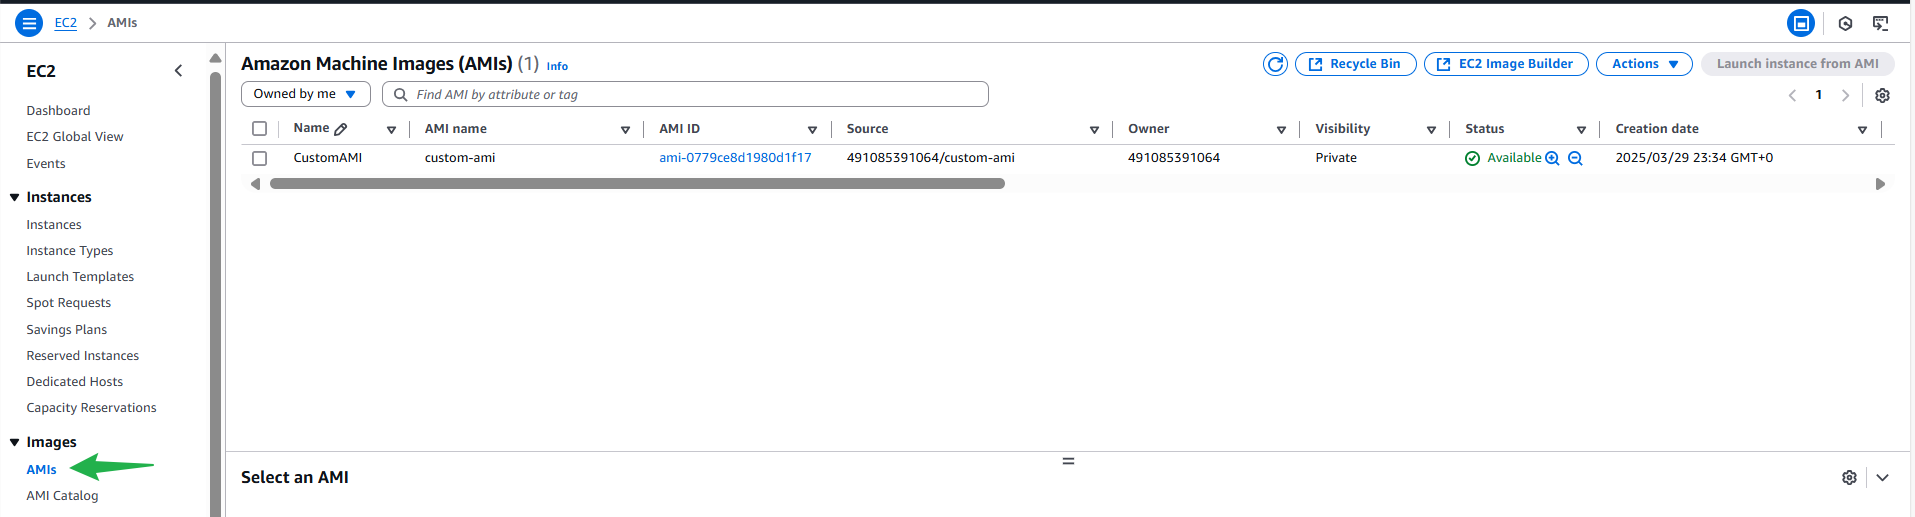 EC2 > AMIs
EC2
Dashboard
EC2 Global View
Events
Instances
Instances
Instance Types
Launch Templates
Spot Requests
Savings Plans
Reserved Instances
Dedicated Hosts
Capacity Reservations
Images
AMIs
AMI Catalog
Amazon Machine Images (AMIs) (1) Info
Recycle Bin
EC2 Image Builder
Actions
Launch instance from AMI
Owned by me
Find AMI by attribute or tag
1
Name AMI name AMI ID Source Owner Visibility Status Creation date
CustomAMI custom-ami ami-0779ce8d1980d1f17 491085391064/custom-ami 491085391064 Private Available 2025/03/29 23:34 GMT+0
Select an AMI